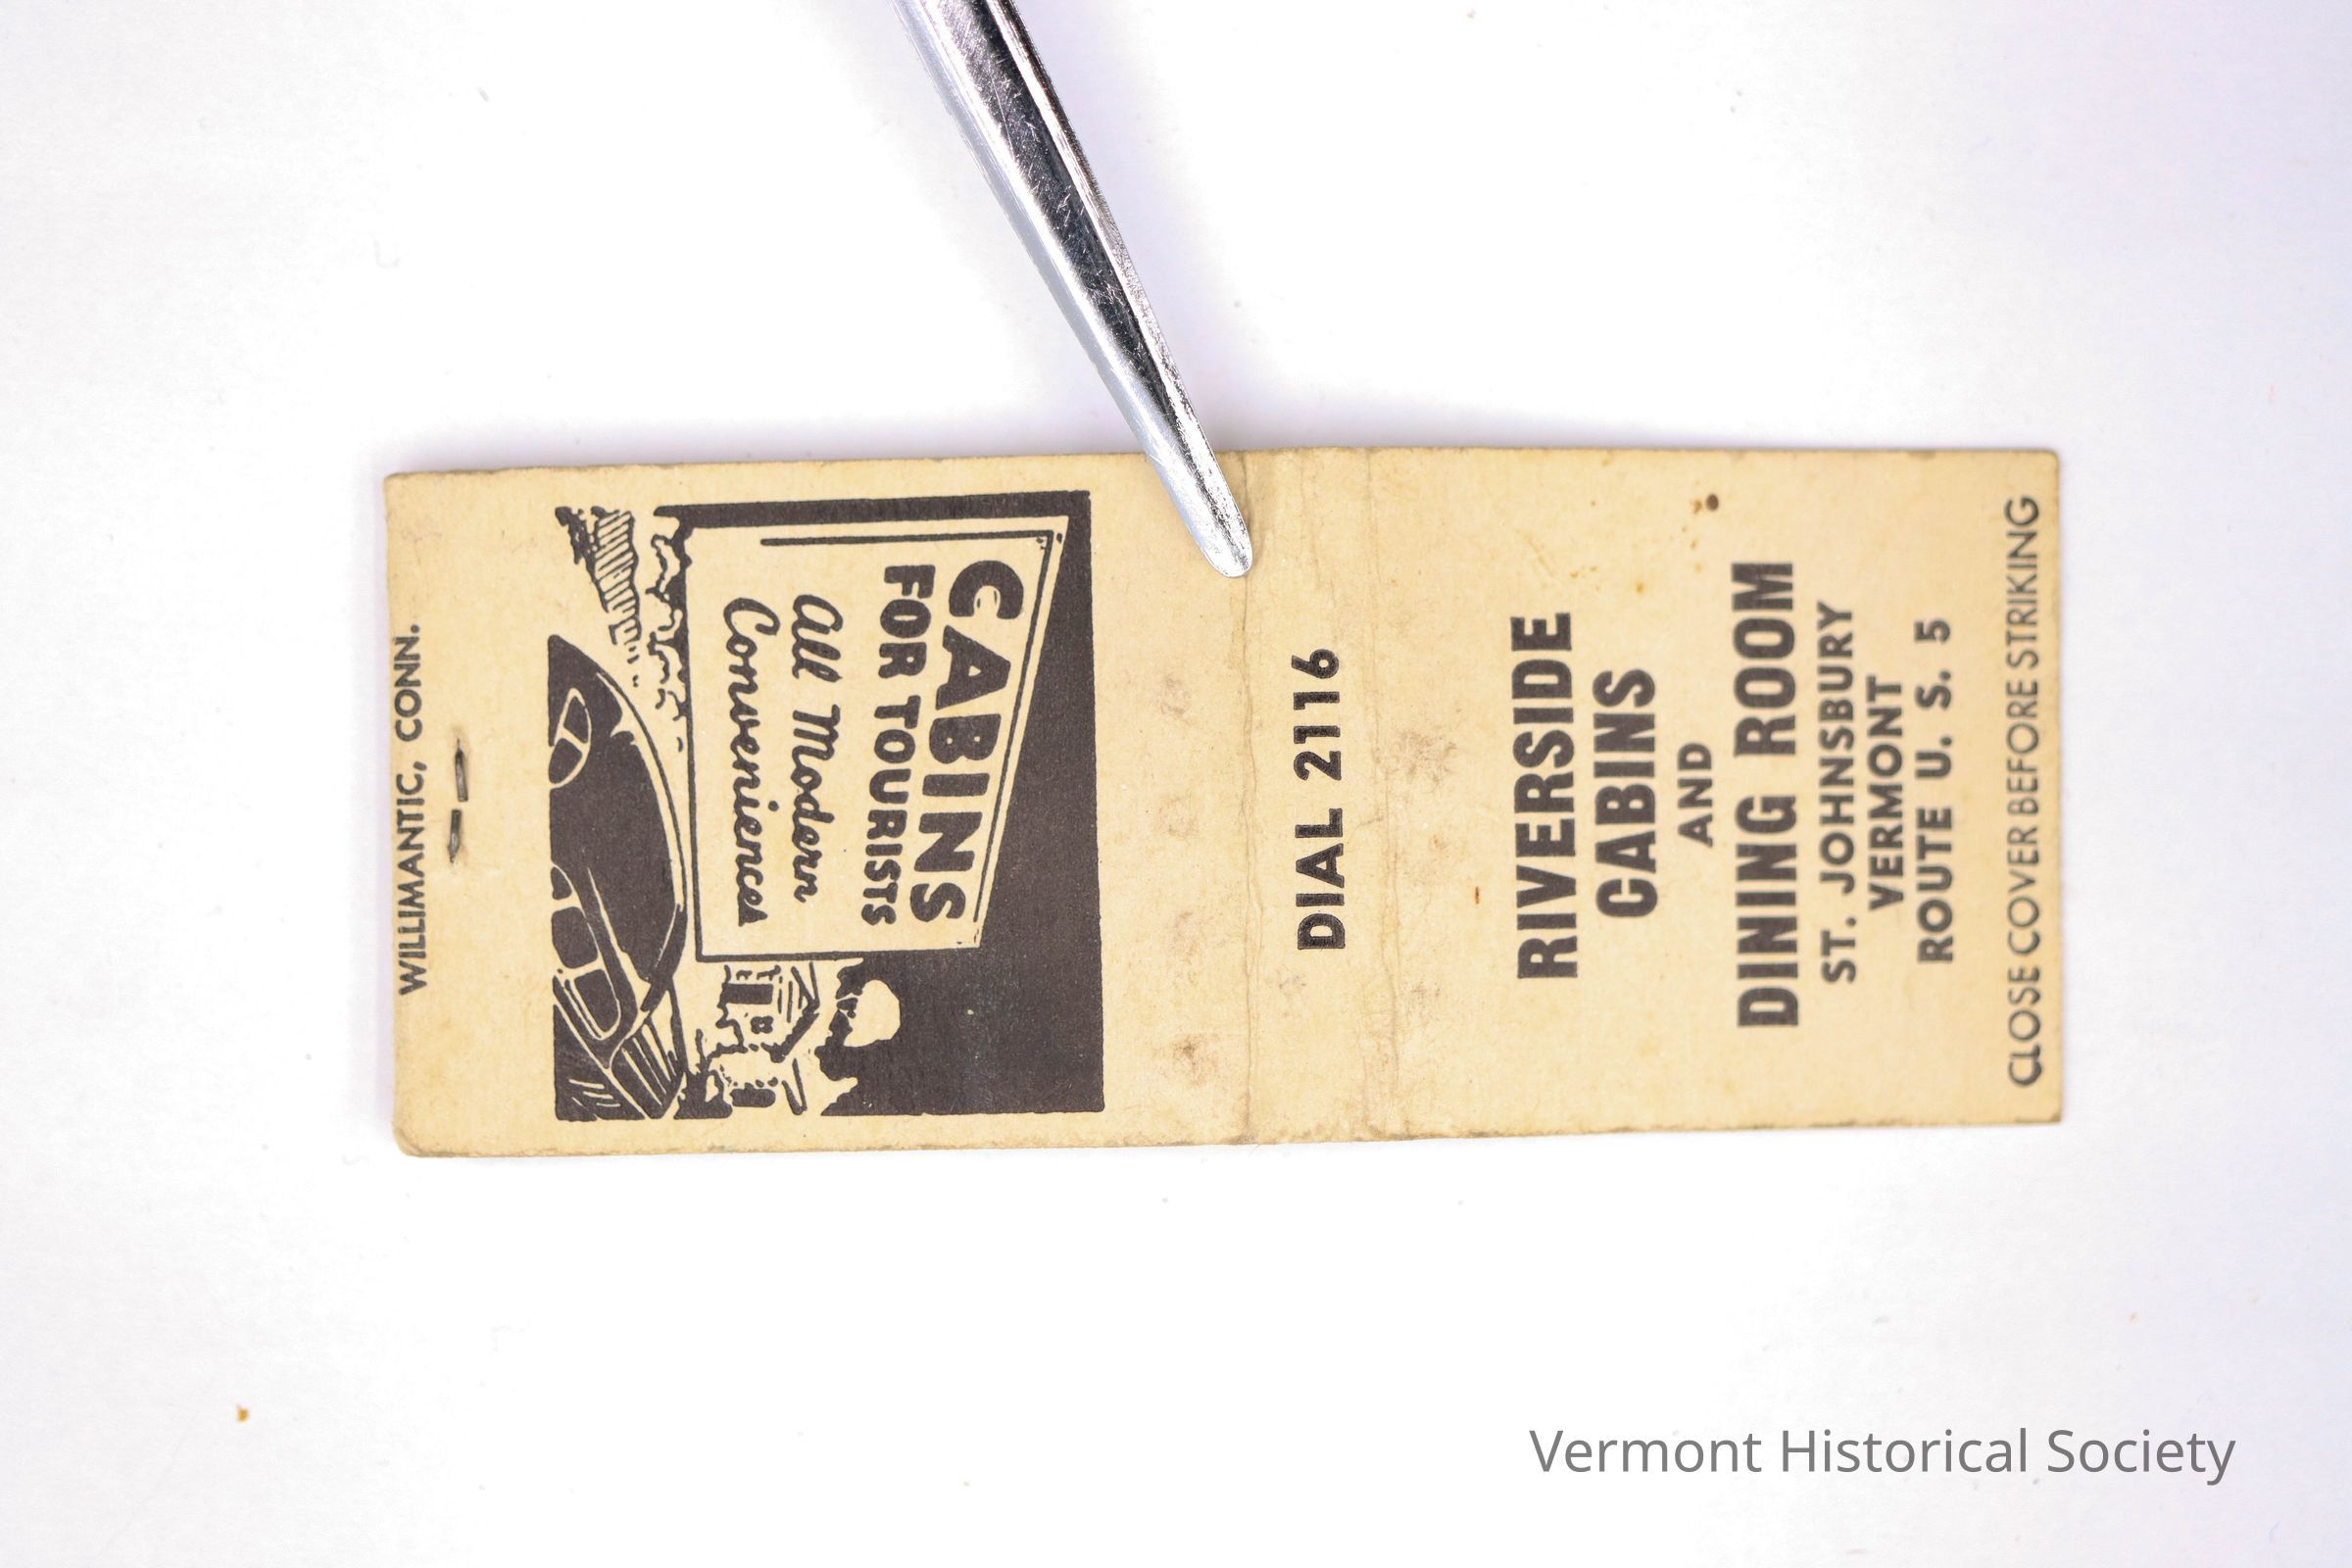 WILLIMANTIC, CONN.
CABINS
FOR TOURISTS
All Modern
Conveniences
DIAL 2116
RIVERSIDE
CABINS
AND
DINING ROOM
ST. JOHNSBURY
VERMONT
ROUTE U. S. 5
CLOSE COVER BEFORE STRIKING
Vermont Historical Society